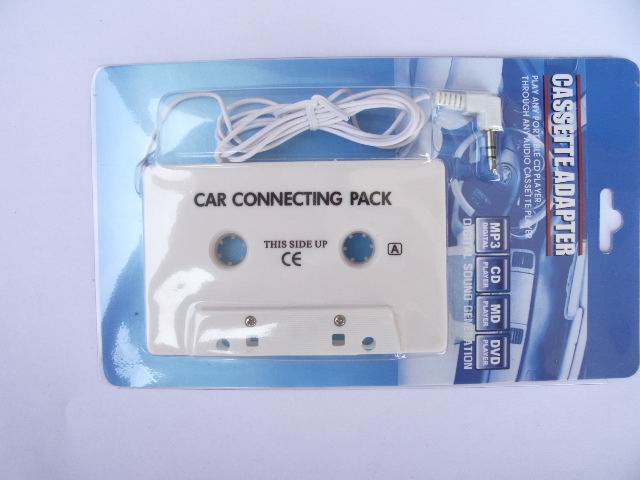 CASSETTE ADAPTER
PLAY ANY PORTABLE CD PLAYER
THROUGH ANY AUDIO CASSETTE PLAYER
MP3
DIGITAL
CD
PLAYER
MD
PLAYER
DVD
PLAYER
DIGITAL SOUND GENERATION
CAR CONNECTING PACK
THIS SIDE UP
CE
A